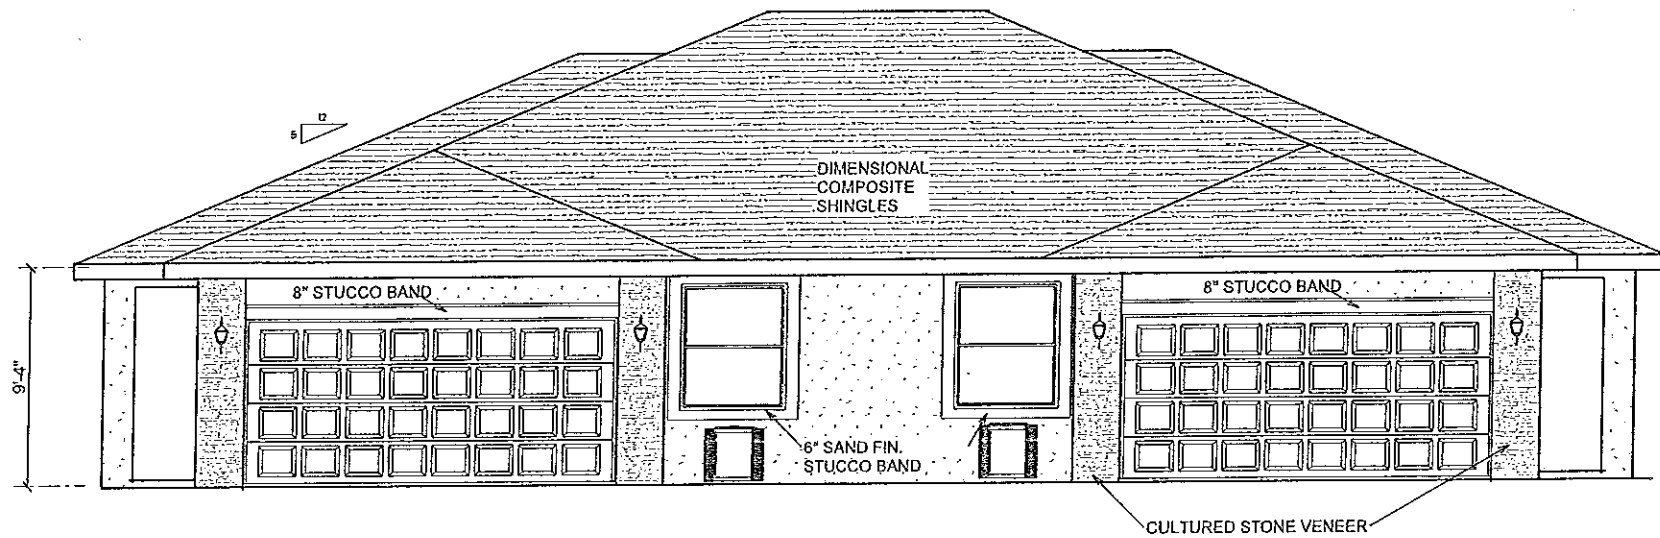 12
5
DIMENSIONAL
COMPOSITE
SHINGLES
8" STUCCO BAND
8" STUCCO BAND
9'-4"
6" SAND FIN.
STUCCO BAND
CULTURED STONE VENEER